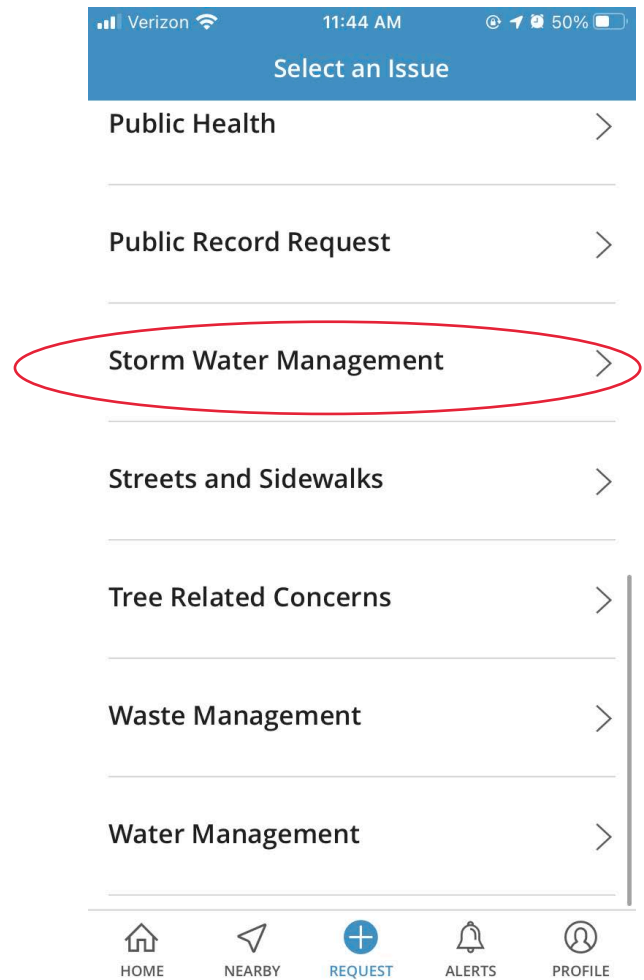 Verizon 11:44 AM 50%
Select an Issue
Public Health
Public Record Request
Storm Water Management
Streets and Sidewalks
Tree Related Concerns
Waste Management
Water Management
HOME NEARBY REQUEST ALERTS PROFILE